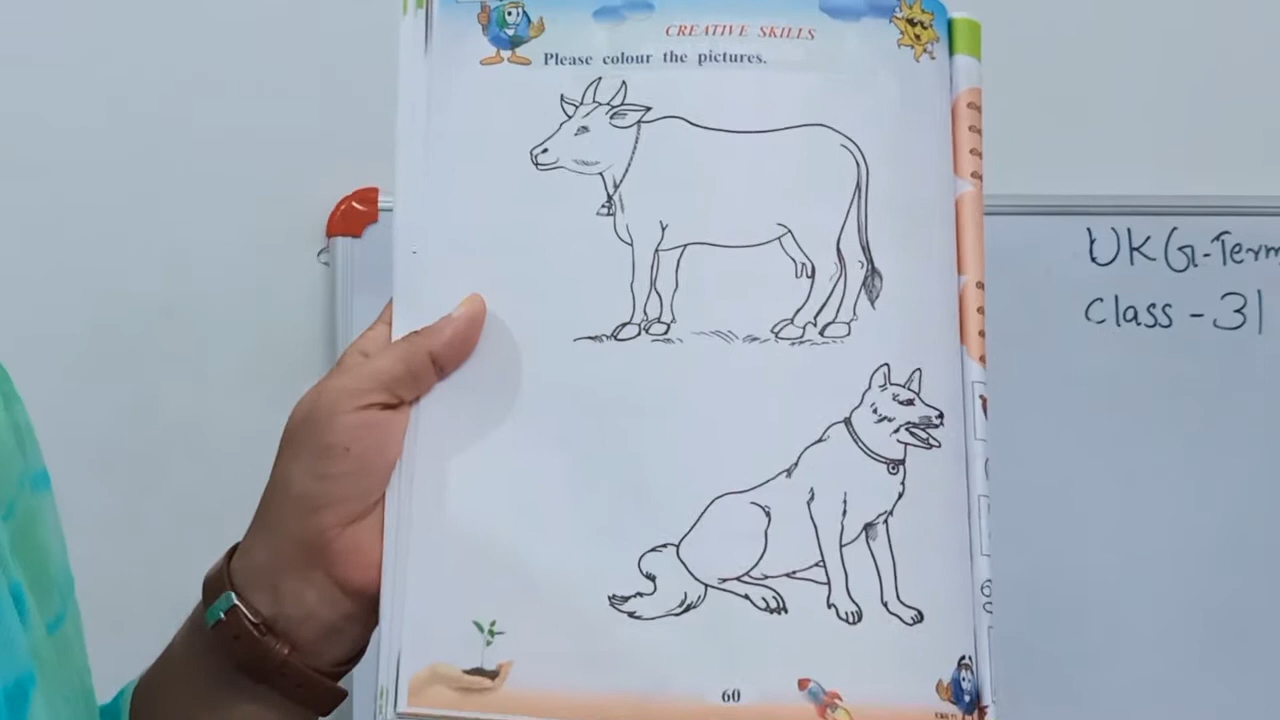 CREATIVE SKILLS
Please colour the pictures.
UKG-Term
Class - 31
60